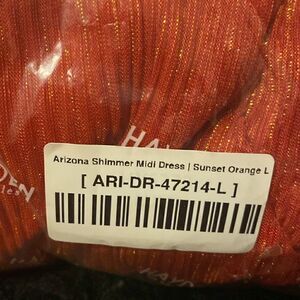 Arizona Shimmer Midi Dress | Sunset Orange L
[ ARI-DR-47214-L ]